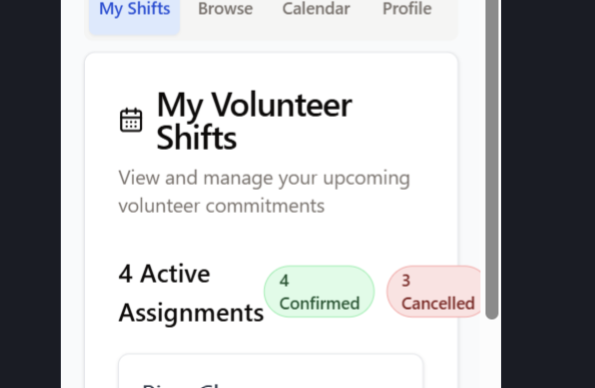 My Shifts Browse Calendar Profile
My Volunteer
Shifts
View and manage your upcoming
volunteer commitments
4 Active
Assignments
4
Confirmed
3
Cancelled